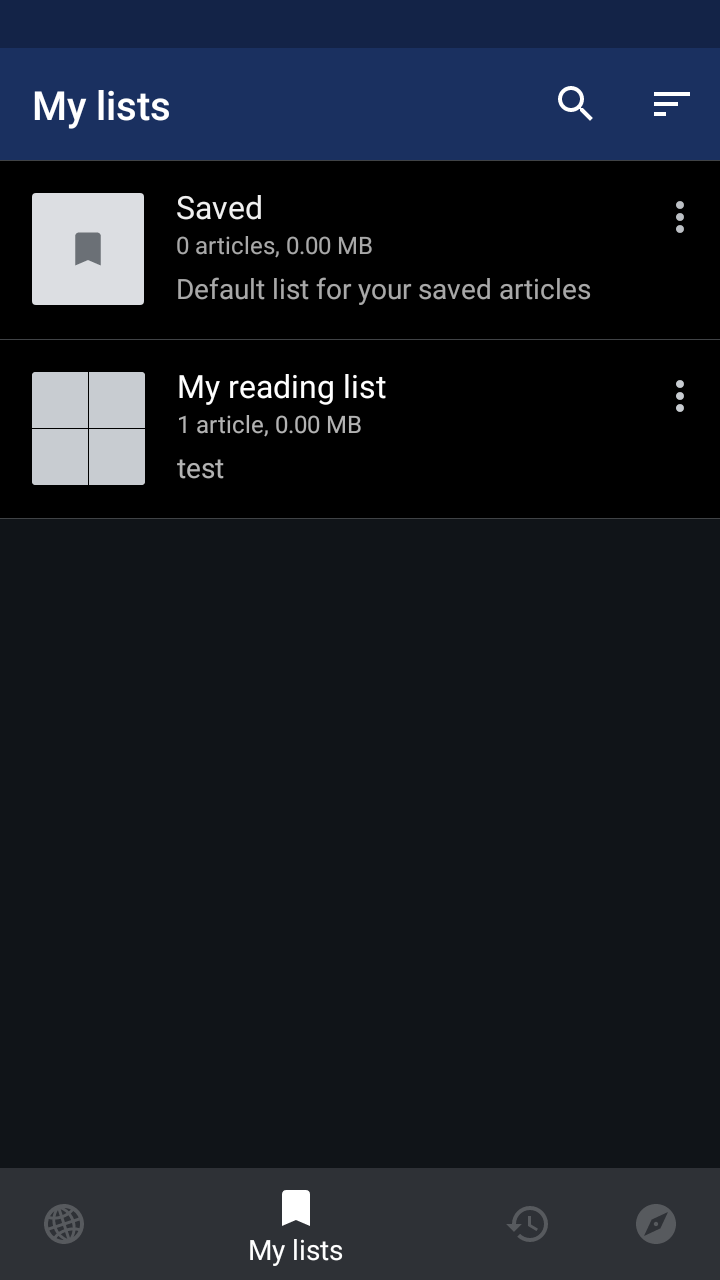 My lists
Saved
0 articles, 0.00 MB
Default list for your saved articles
My reading list
1 article, 0.00 MB
test
My lists